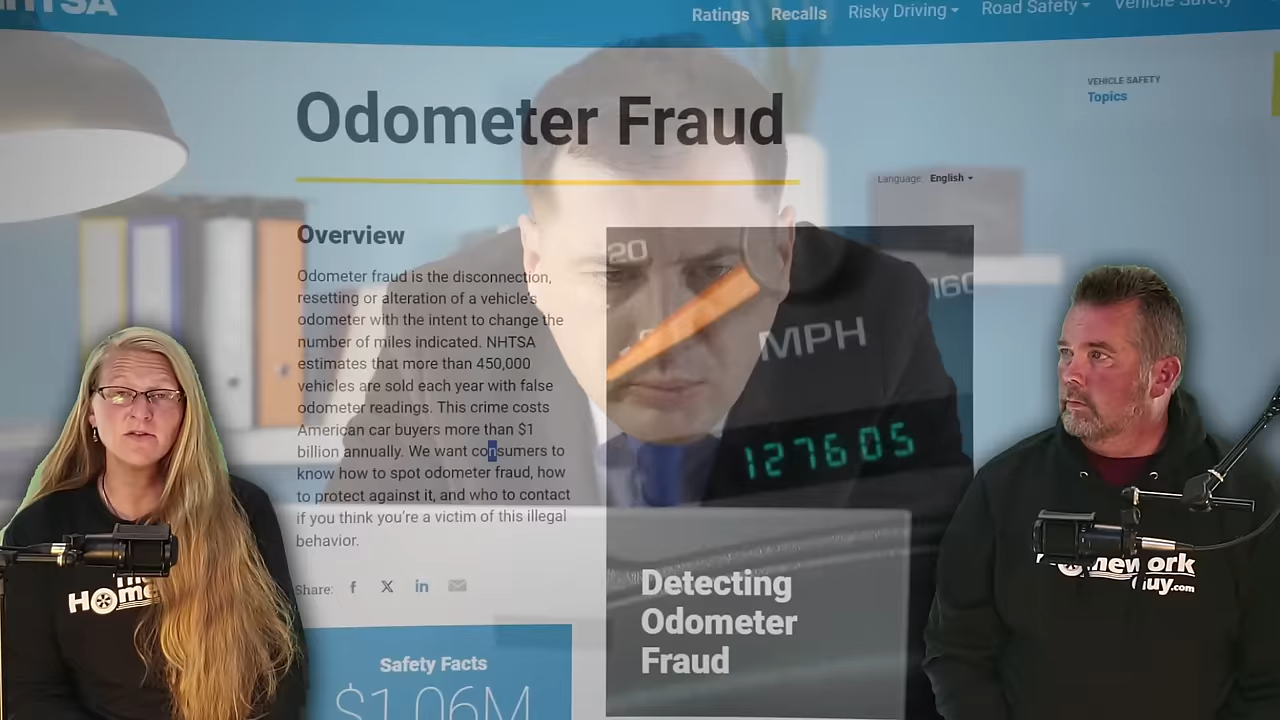 NHTSA
Ratings
Recalls
Risky Driving
Road Safety
Vehicle Safety
Odometer Fraud
VEHICLE SAFETY
Topics
Language: English
Overview
Odometer fraud is the disconnection,
resetting or alteration of a vehicle's
odometer with the intent to change the
number of miles indicated. NHTSA
estimates that more than 450,000
vehicles are sold each year with false
odometer readings. This crime costs
American car buyers more than $1
billion annually. We want consumers to
know how to spot odometer fraud, how
to protect against it, and who to contact
if you think you're a victim of this illegal
behavior.
Share:
Safety Facts
$1.06M
20
160
MPH
127605
Detecting
Odometer
Fraud
The
Home
Homework
Guy.com